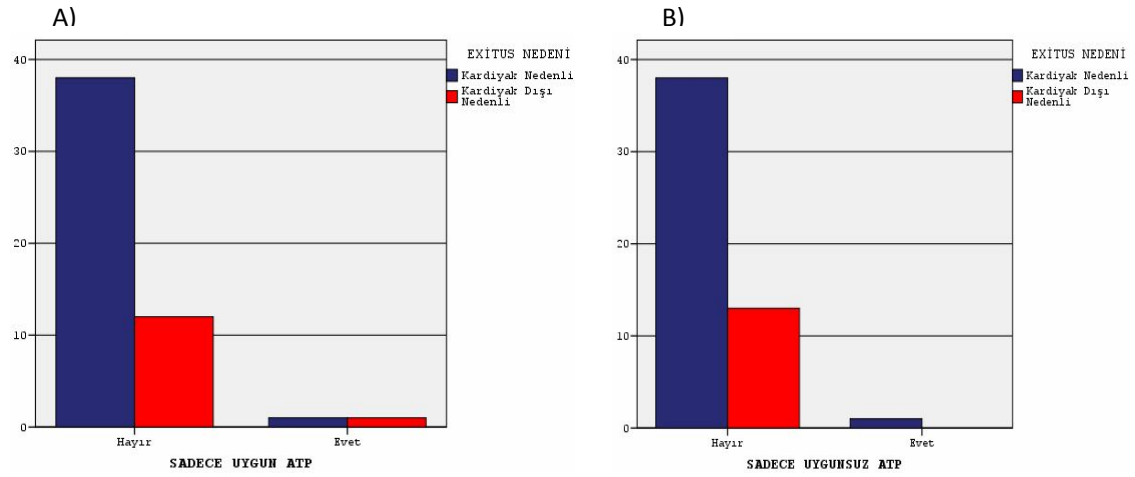 A)
EXİTUS NEDENİ
Kardiyak Nedenli
Kardiyak Dışı
Nedenli
40
30
20
10
0
Hayır
Evet
SADECE UYGUN ATP
B)
EXİTUS NEDENİ
Kardiyak Nedenli
Kardiyak Dışı
Nedenli
40
30
20
10
0
Hayır
Evet
SADECE UYGUNSUZ ATP